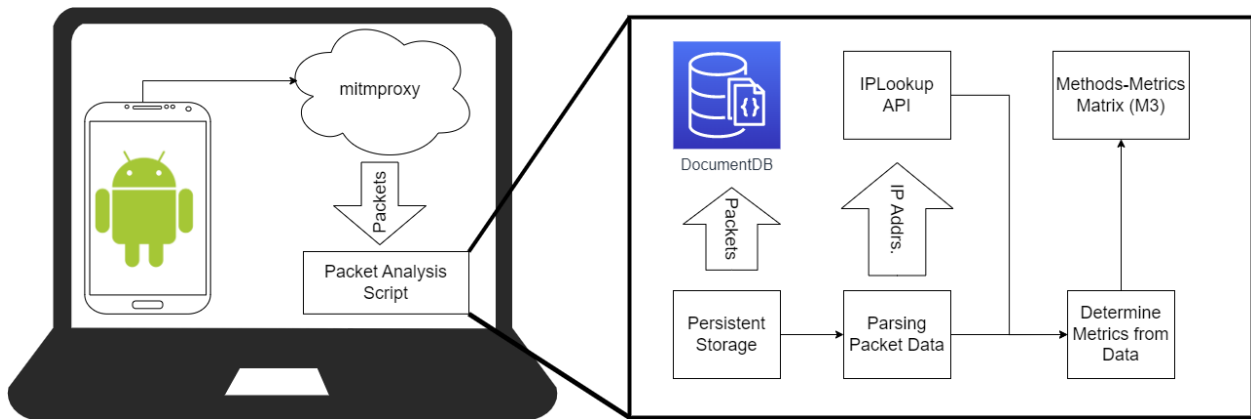 mitmproxy
Packets
Packet Analysis
Script
{ }
DocumentDB
IPLookup
API
Methods-Metrics
Matrix (M3)
Packets
IP Addrs.
Persistent
Storage
Parsing
Packet Data
Determine
Metrics from
Data